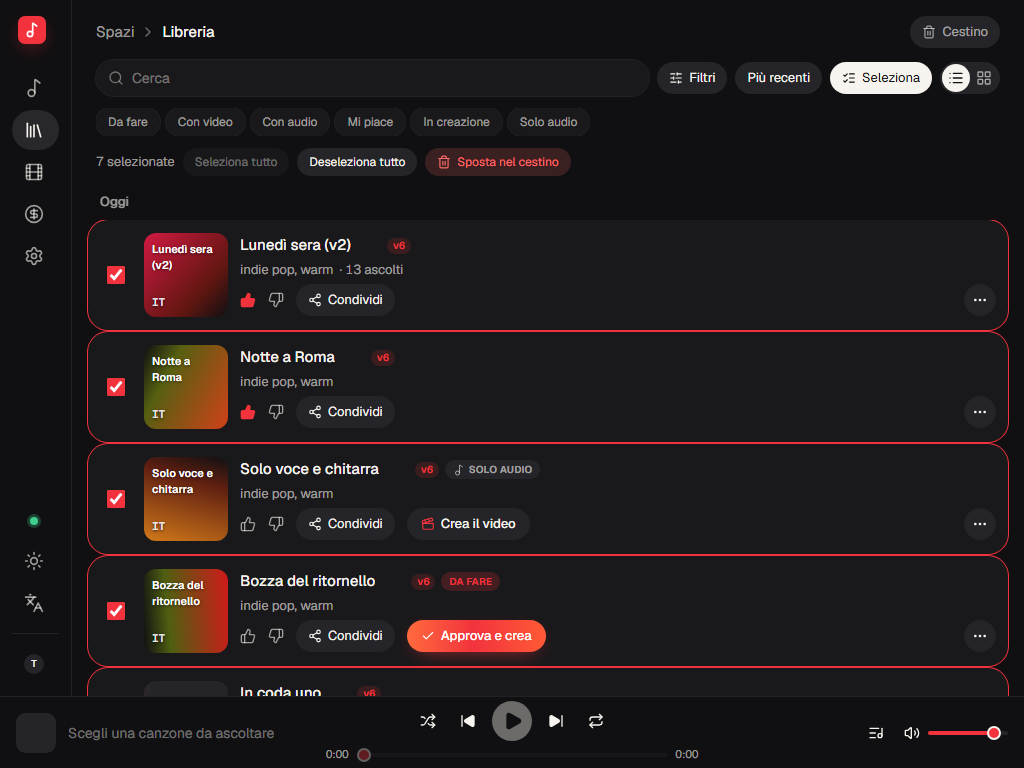 Spazi > Libreria
Cestino
Cerca
Filtri
Più recenti
Seleziona
Da fare
Con video
Con audio
Mi piace
In creazione
Solo audio
7 selezionate
Seleziona tutto
Deseleziona tutto
Sposta nel cestino
Oggi
Lunedì sera
(v2)
IT
Lunedì sera (v2)
v6
indie pop, warm · 13 ascolti
Condividi
Notte a
Roma
IT
Notte a Roma
v6
indie pop, warm
Condividi
Solo voce e
chitarra
IT
Solo voce e chitarra
v6
SOLO AUDIO
indie pop, warm
Condividi
Crea il video
Bozza del
ritornello
IT
Bozza del ritornello
v6
DA FARE
indie pop, warm
Condividi
Approva e crea
In coda uno
v6
T
Scegli una canzone da ascoltare
0:00
0:00